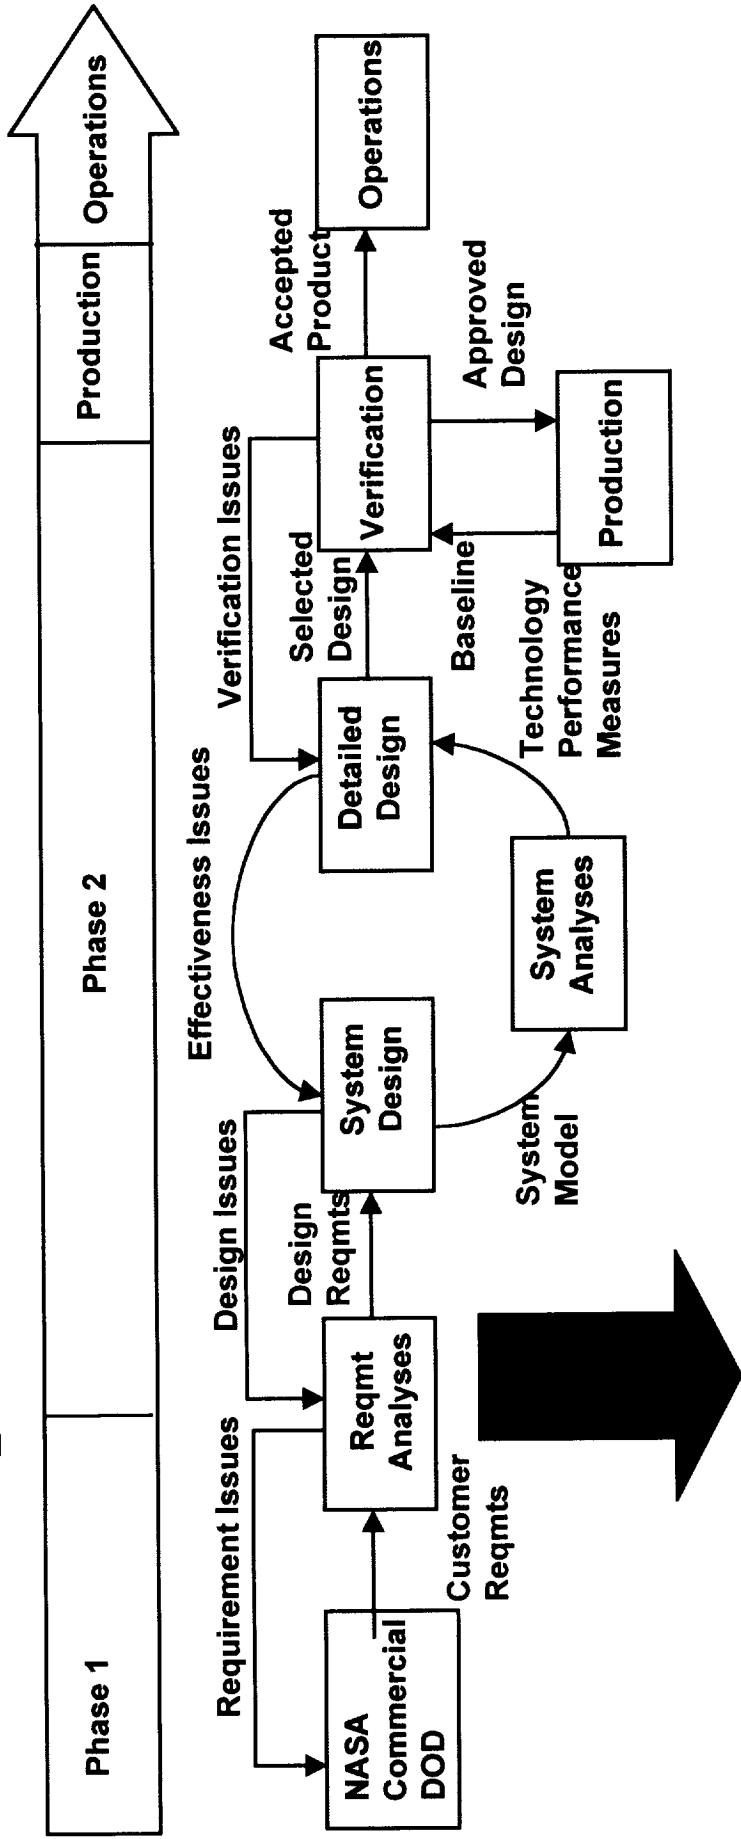 Phase 1
Phase 2
Production
Operations
Requirement Issues
Design Issues
Effectiveness Issues
Verification Issues
NASA
Commercial
DOD
Customer
Reqmts
Reqmt
Analyses
Design
Reqmts
System
Design
System
Model
System
Analyses
Detailed
Design
Selected
Design
Technology
Performance
Measures
Baseline
Verification
Approved
Design
Production
Accepted
Product
Operations